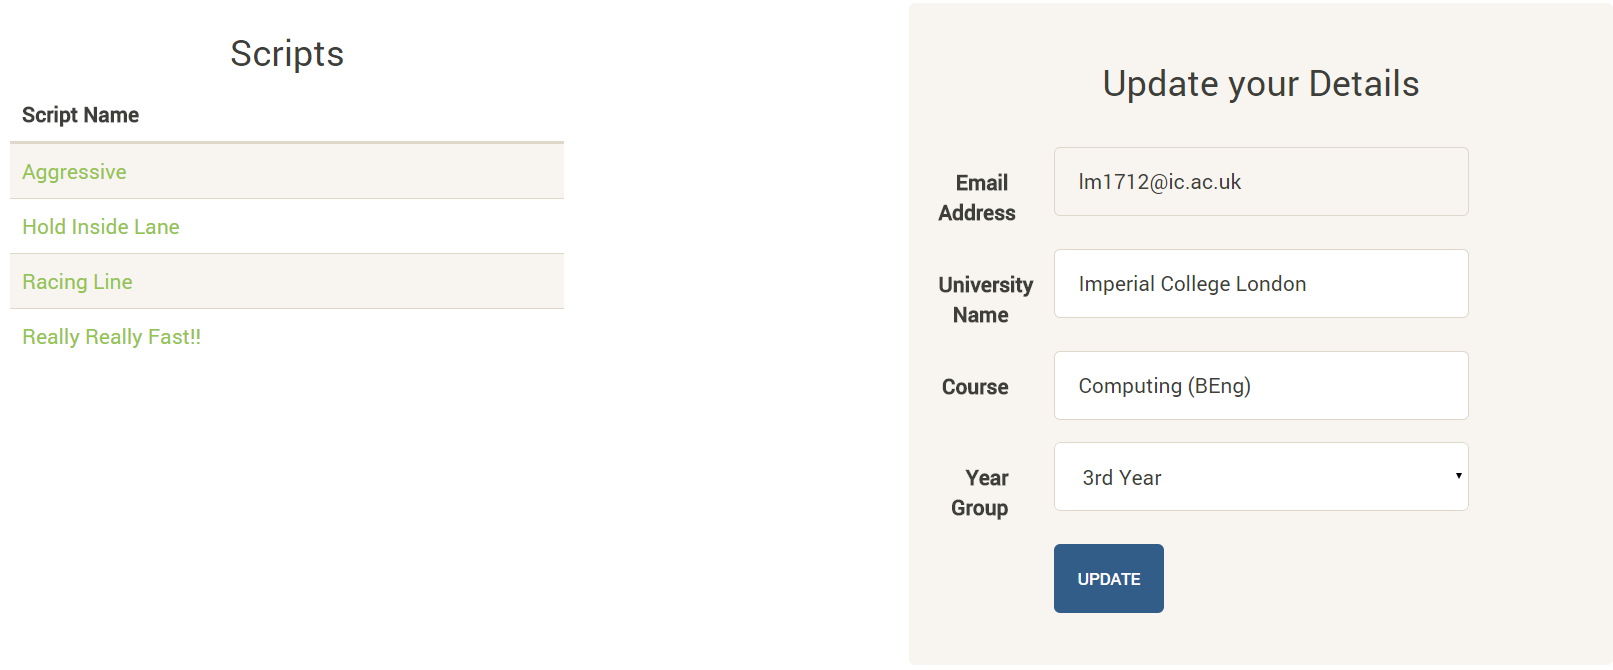 Scripts
Script Name
Aggressive
Hold Inside Lane
Racing Line
Really Really Fast!!
Update your Details
Email
Address
lm1712@ic.ac.uk
University
Name
Imperial College London
Course
Computing (BEng)
Year
Group
3rd Year
UPDATE